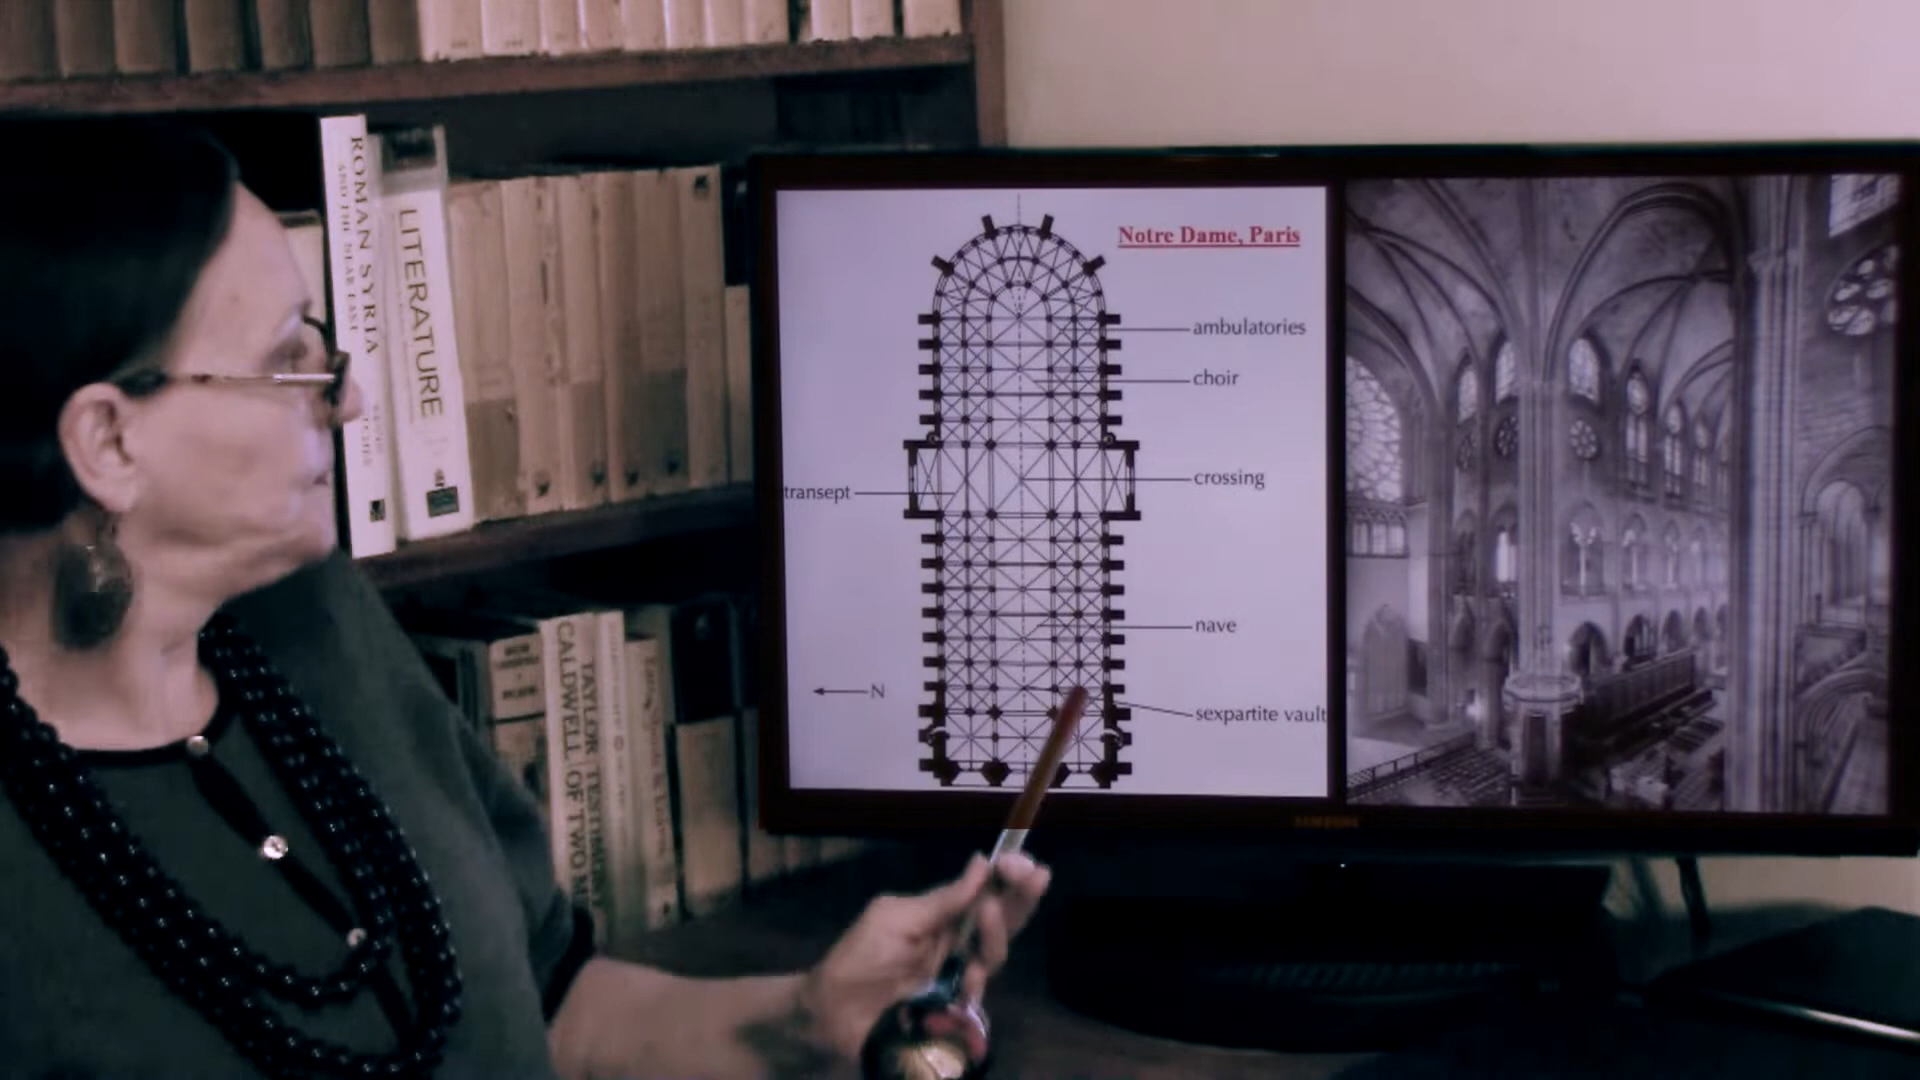 ROMAN SYRIA
AND THE NEAR EAST
LITERATURE
Notre Dame, Paris
ambulatories
choir
crossing
transept
nave
N
sexpartite vault
TAYLOR
CALDWELL
TESTIMONY
OF TWO M
SAMSUNG